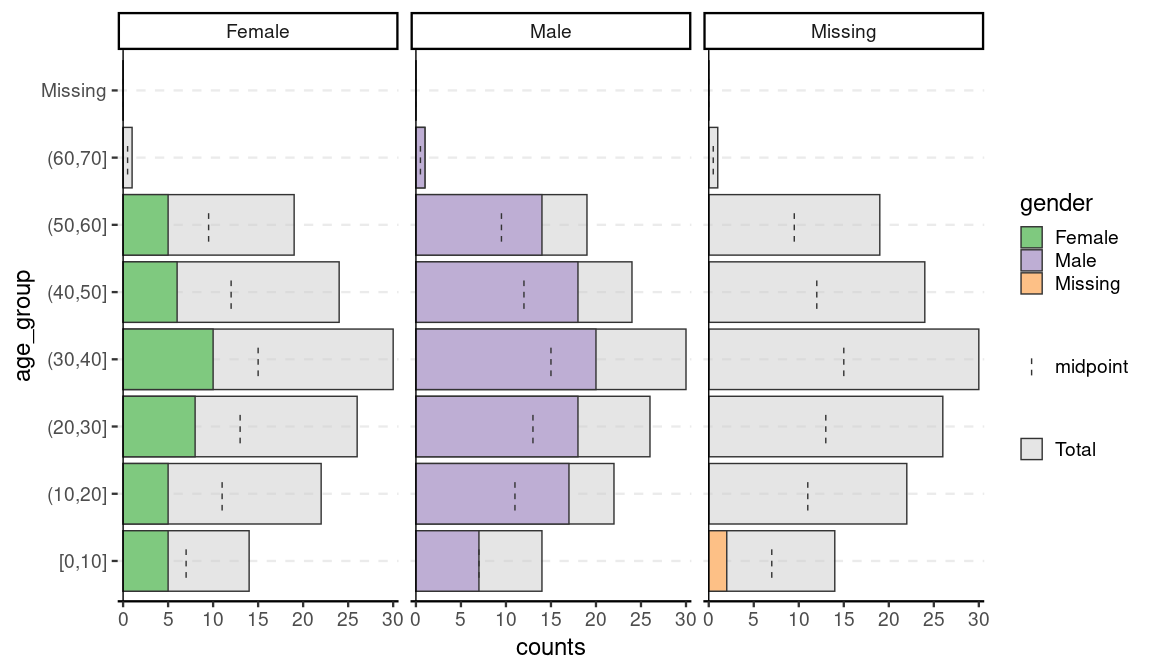 Female Male Missing
Missing
(60,70]
(50,60]
(40,50]
(30,40]
(20,30]
(10,20]
[0,10]
age_group
0 5 10 15 20 25 30 0 5 10 15 20 25 30 0 5 10 15 20 25 30
counts
gender
Female
Male
Missing
midpoint
Total